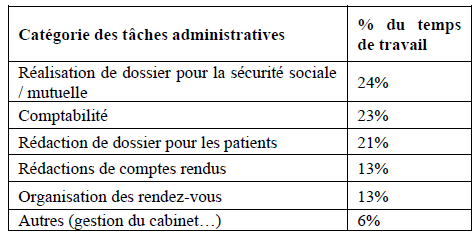 Catégorie des tâches administratives
% du temps
de travail
Réalisation de dossier pour la sécurité sociale
/ mutuelle
24%
Comptabilité
23%
Rédaction de dossier pour les patients
21%
Rédactions de comptes rendus
13%
Organisation des rendez-vous
13%
Autres (gestion du cabinet…)
6%